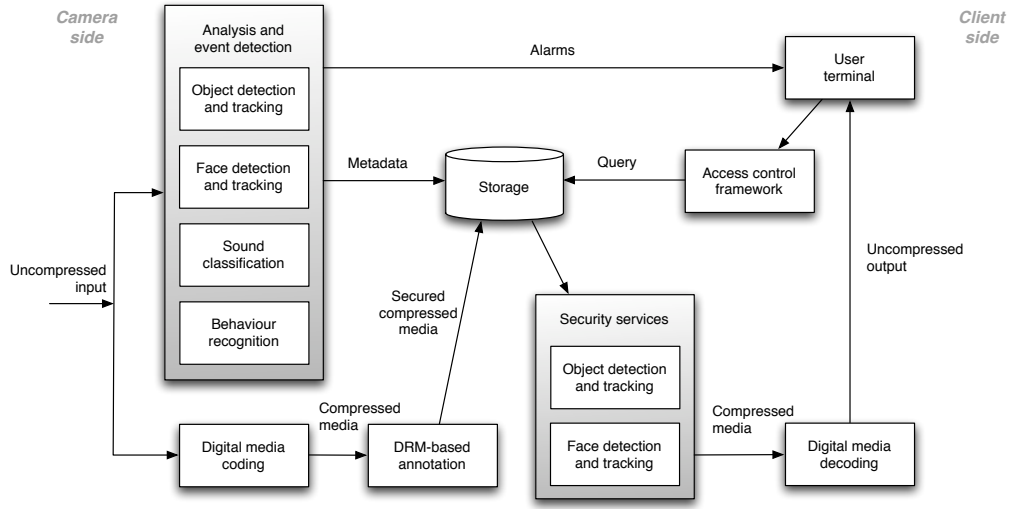 Camera
side
Client
side
Analysis and
event detection
Object detection
and tracking
Face detection
and tracking
Sound
classification
Behaviour
recognition
Alarms
User
terminal
Metadata
Storage
Query
Access control
framework
Uncompressed
input
Uncompressed
output
Secured
compressed
media
Security services
Object detection
and tracking
Face detection
and tracking
Digital media
coding
Compressed
media
DRM-based
annotation
Compressed
media
Digital media
decoding